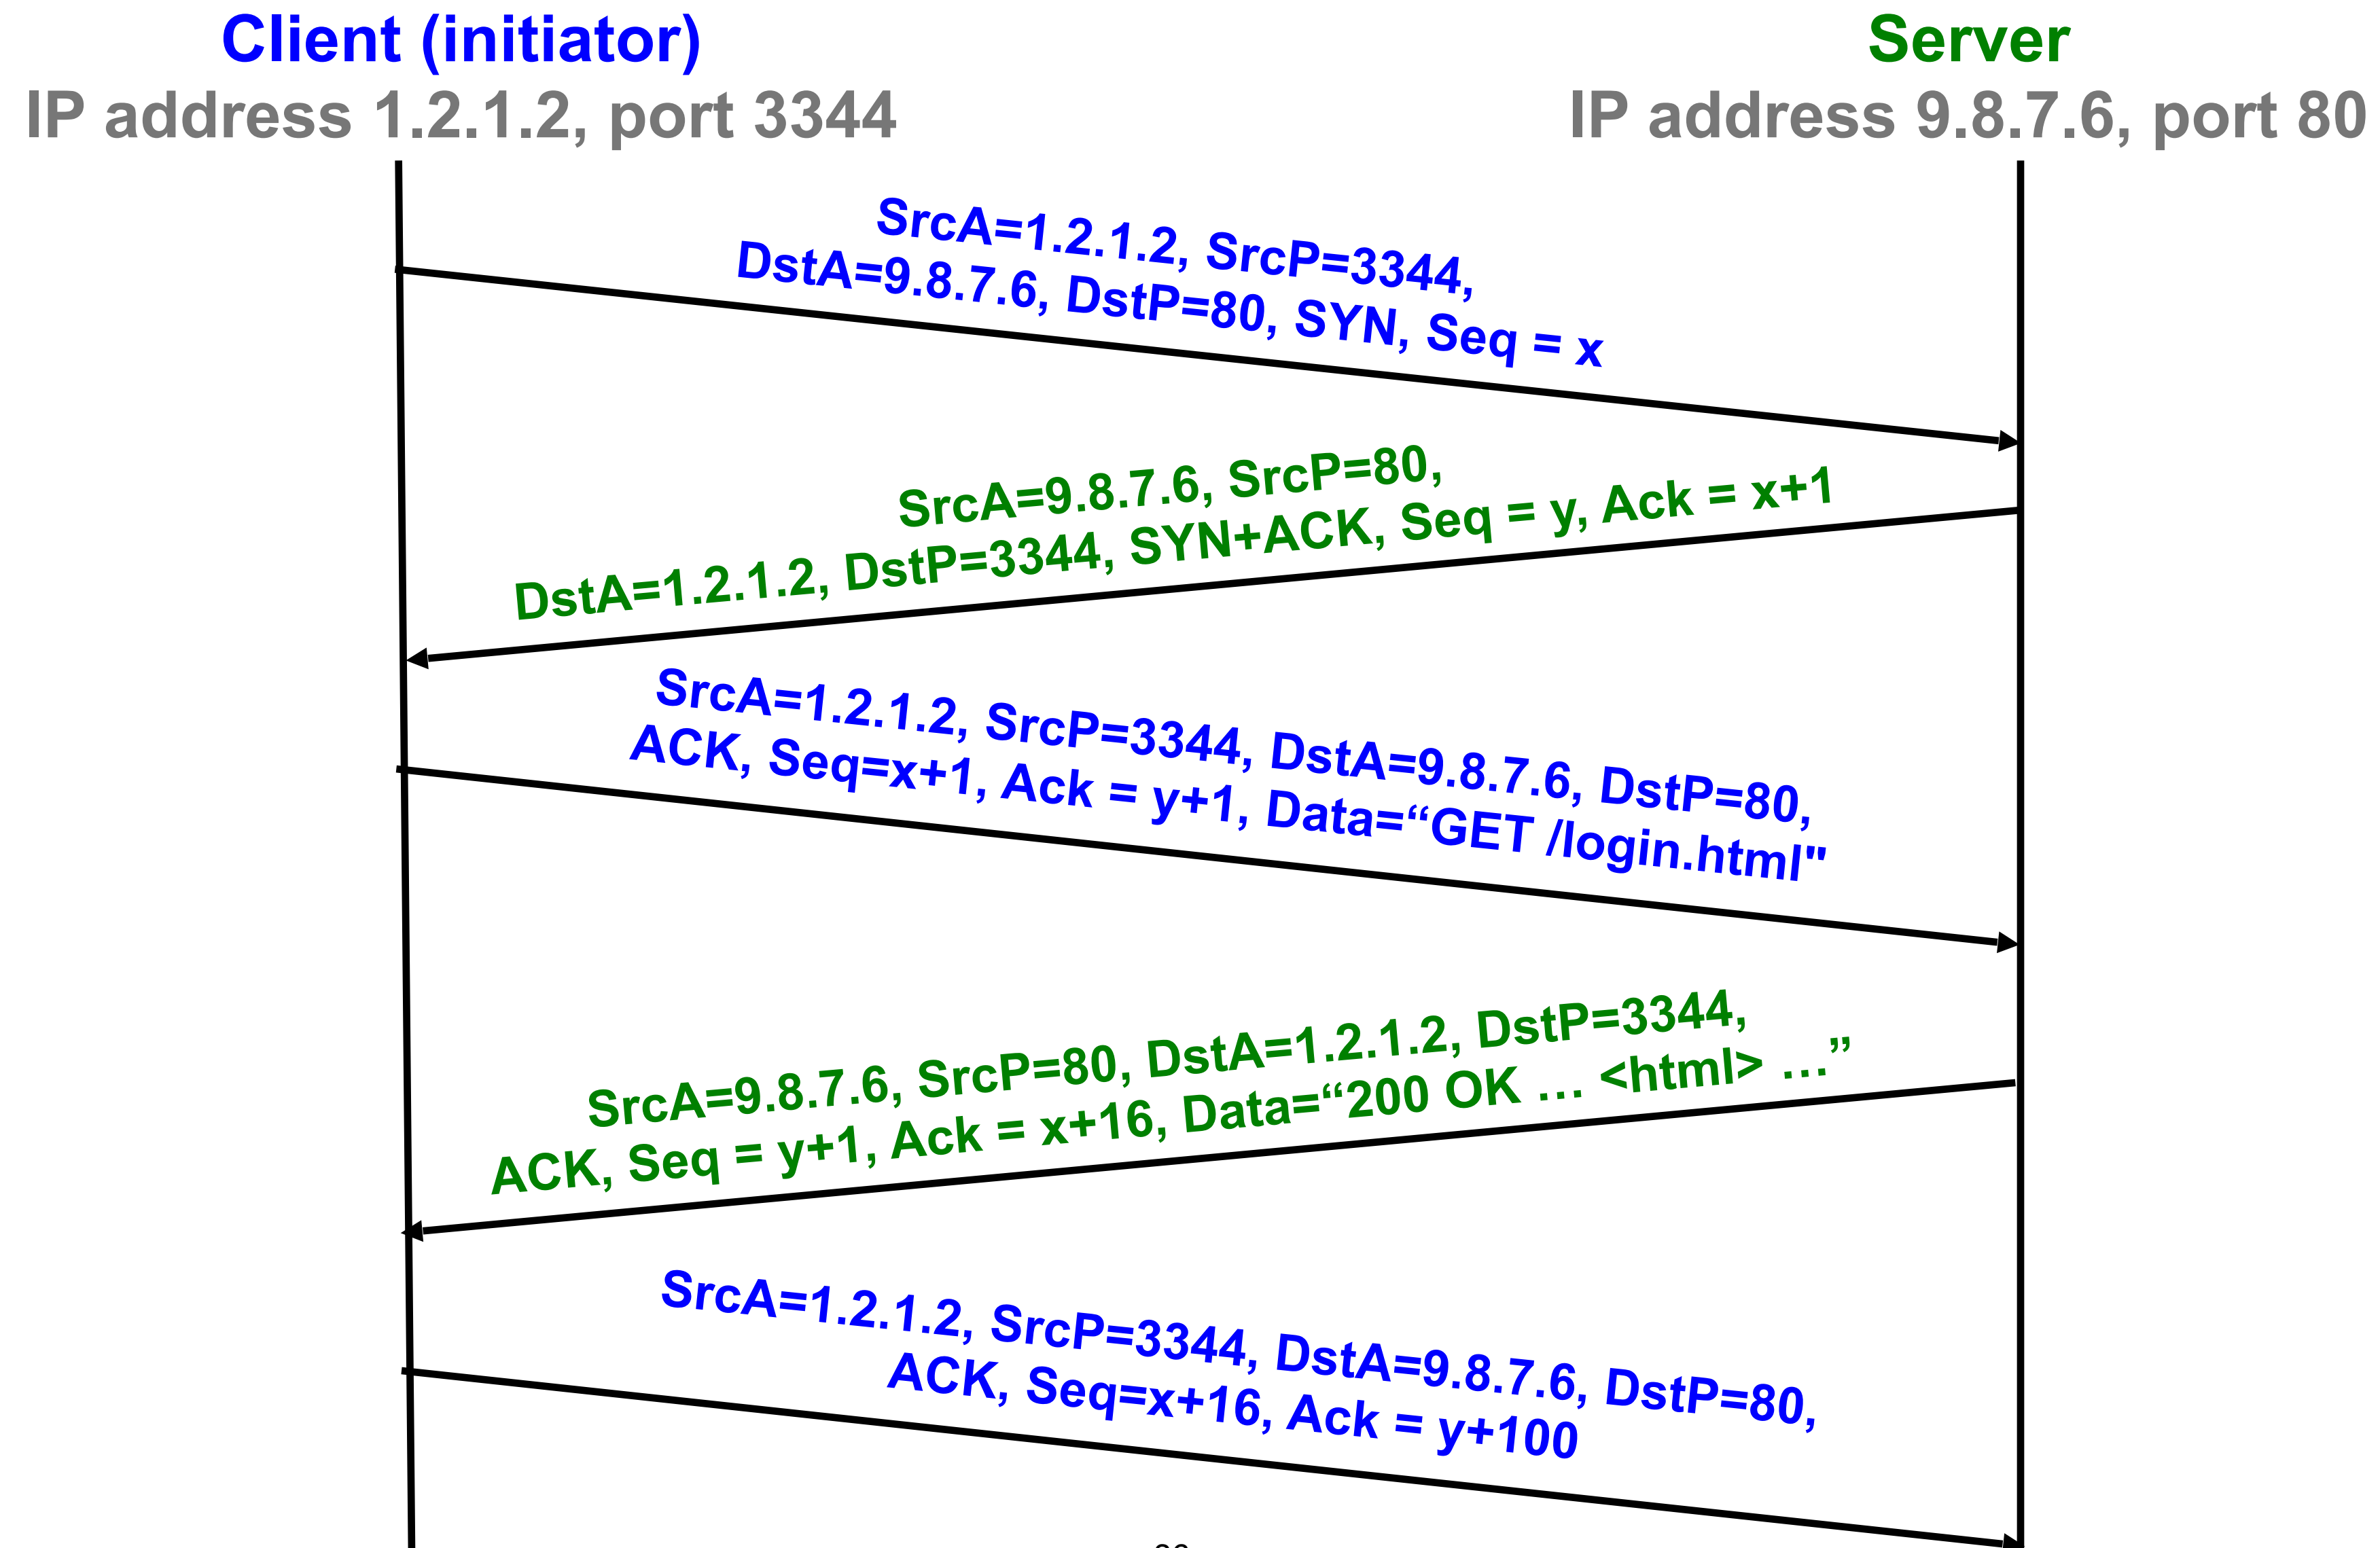 Client (initiator)
IP address 1.2.1.2, port 3344
Server
IP address 9.8.7.6, port 80
SrcA=1.2.1.2, SrcP=3344,
DstA=9.8.7.6, DstP=80, SYN, Seq = x
SrcA=9.8.7.6, SrcP=80,
DstA=1.2.1.2, DstP=3344, SYN+ACK, Seq = y, Ack = x+1
SrcA=1.2.1.2, SrcP=3344, DstA=9.8.7.6, DstP=80,
ACK, Seq=x+1, Ack = y+1, Data=“GET /login.html"
SrcA=9.8.7.6, SrcP=80, DstA=1.2.1.2, DstP=3344,
ACK, Seq = y+1, Ack = x+16, Data=“200 OK … <html> …”
SrcA=1.2.1.2, SrcP=3344, DstA=9.8.7.6, DstP=80,
ACK, Seq=x+16, Ack = y+100